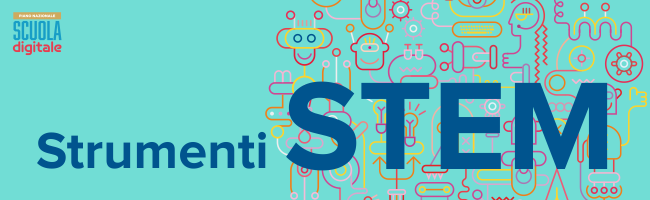 PIANO NAZIONALE
SCUOLA
digitale
Strumenti STEM